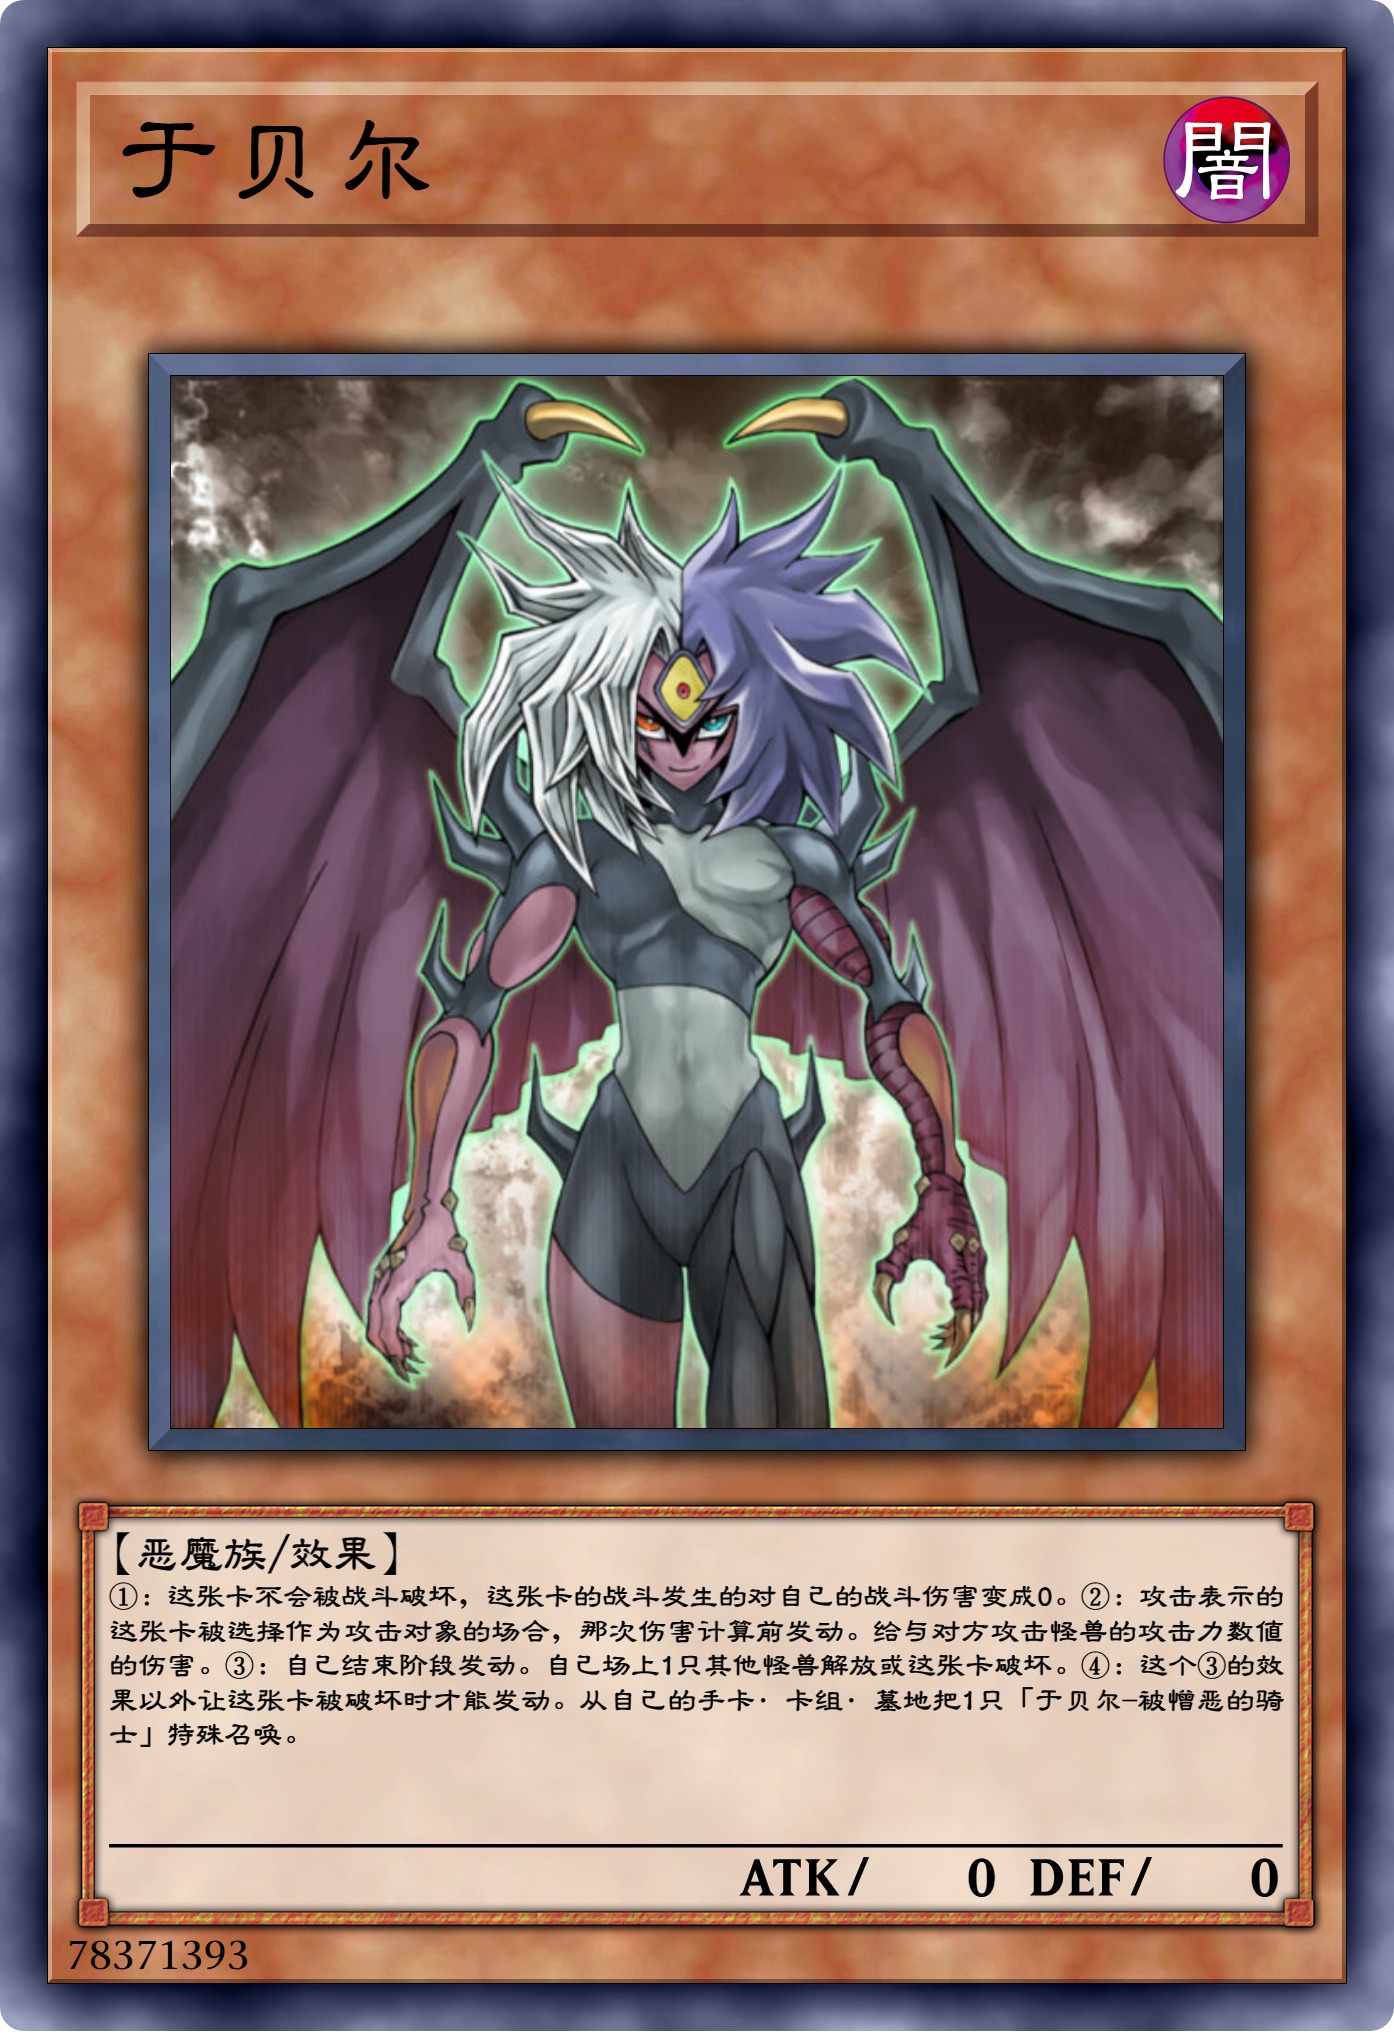 于贝尔
闇
【恶魔族/效果】
①：这张卡不会被战斗破坏，这张卡的战斗发生的对自己的战斗伤害变成0。②：攻击表示的
这张卡被选择作为攻击对象的场合，那次伤害计算前发动。给与对方攻击怪兽的攻击力数值
的伤害。③：自己结束阶段发动。自己场上1只其他怪兽解放或这张卡破坏。④：这个③的效
果以外让这张卡被破坏时才能发动。从自己的手卡·卡组·墓地把1只「于贝尔-被憎恶的骑
士」特殊召唤。
ATK/ 0 DEF/ 0
78371393